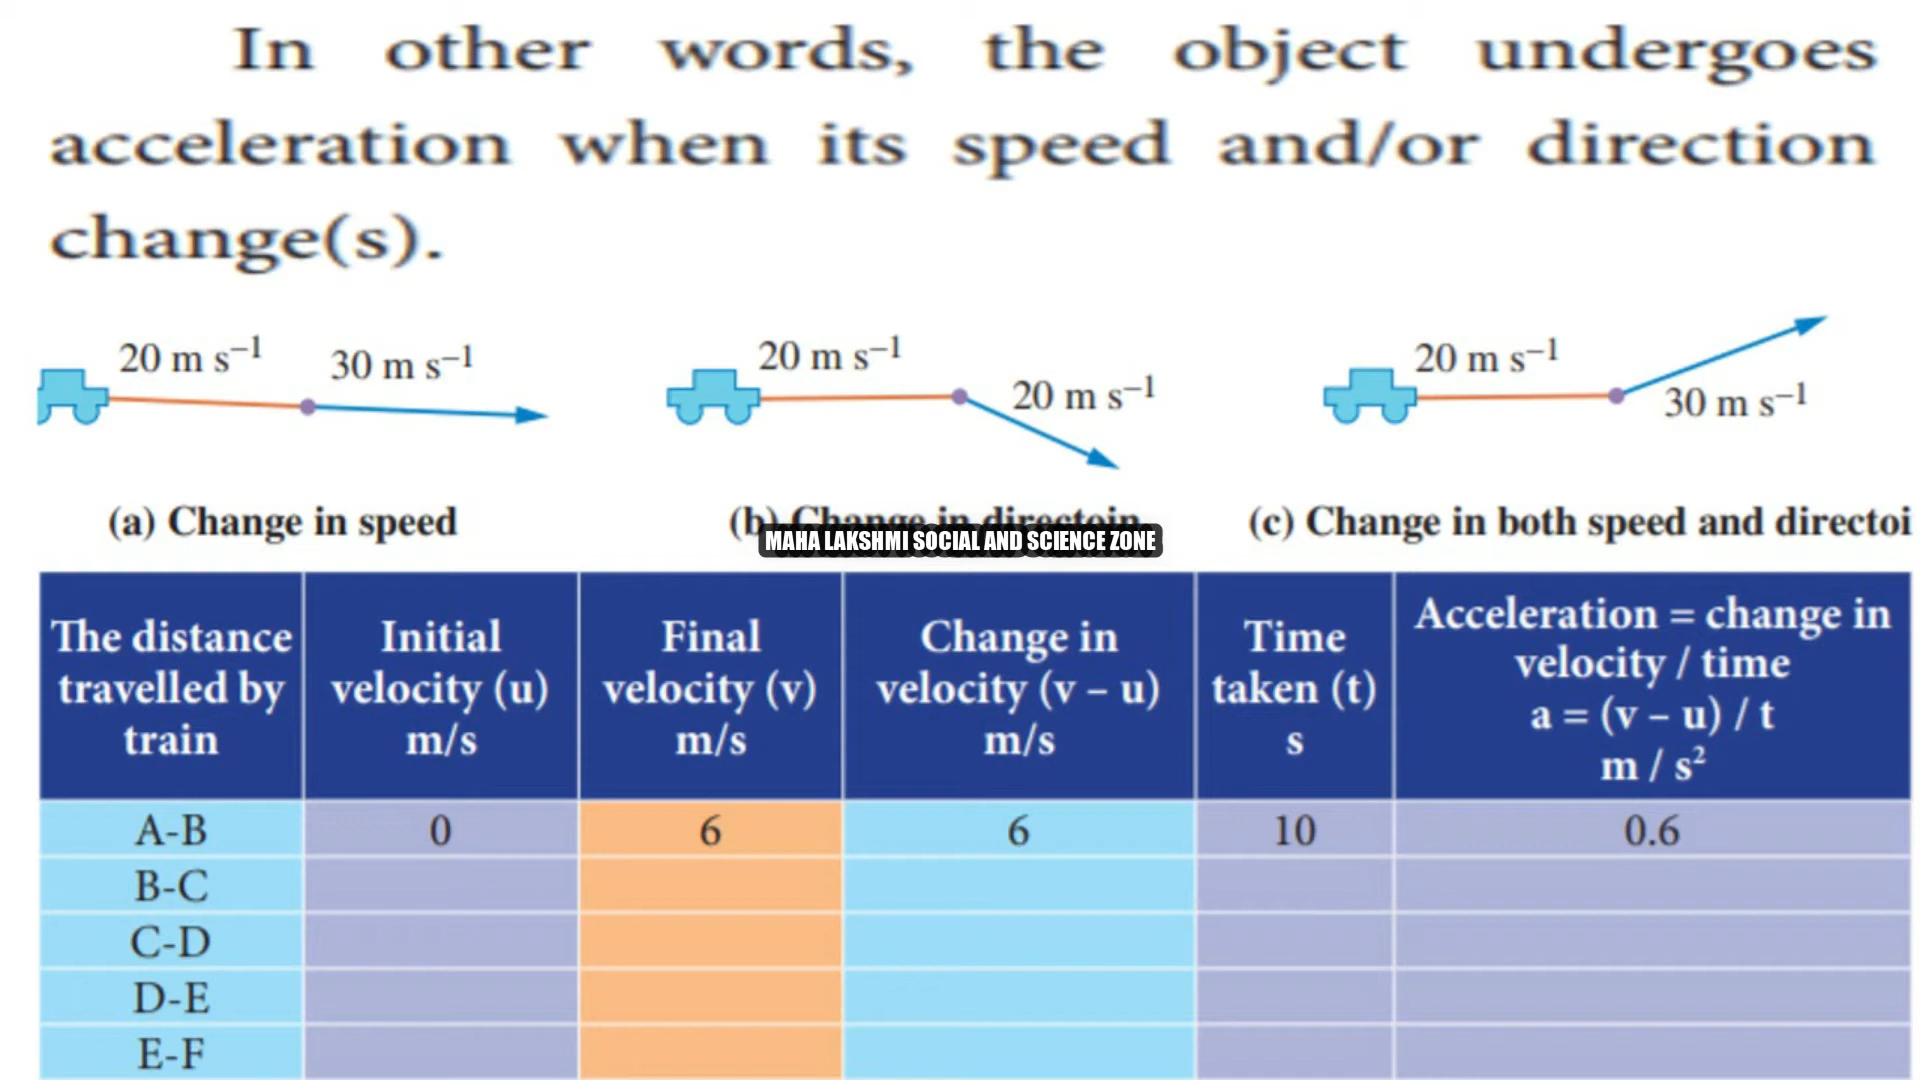 In other words, the object undergoes
acceleration when its speed and/or direction
change(s).
20 m s⁻¹ 30 m s⁻¹
20 m s⁻¹ 20 m s⁻¹
20 m s⁻¹ 30 m s⁻¹
(a) Change in speed
(b) Change in directoin
(c) Change in both speed and directoi
MAHA LAKSHMI SOCIAL AND SCIENCE ZONE
The distance travelled by train
Initial velocity (u) m/s
Final velocity (v) m/s
Change in velocity (v – u) m/s
Time taken (t) s
Acceleration = change in velocity / time a = (v – u) / t m / s²
A-B 0 6 6 10 0.6
B-C
C-D
D-E
E-F